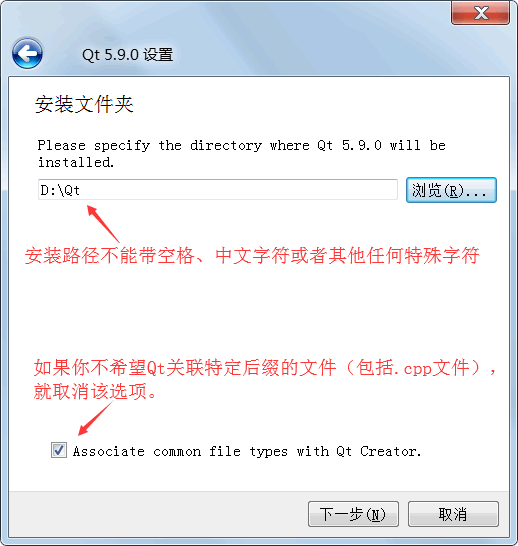 Qt 5.9.0 设置
安装文件夹
Please specify the directory where Qt 5.9.0 will be
installed.
D:\Qt
浏览(R)...
安装路径不能带空格、中文字符或者其他任何特殊字符
如果你不希望Qt关联特定后缀的文件（包括.cpp文件），
就取消该选项。
Associate common file types with Qt Creator.
下一步(N)
取消